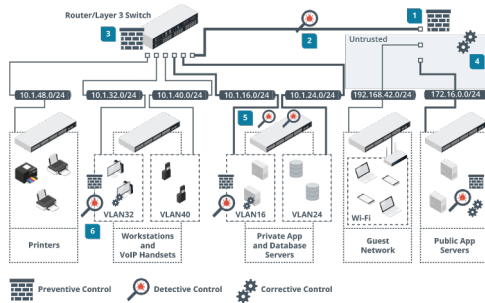 Router/Layer 3 Switch
1
2
3
Untrusted
4
10.1.48.0/24
10.1.32.0/24
10.1.40.0/24
10.1.16.0/24
10.1.24.0/24
192.168.42.0/24
172.16.0.0/24
5
VLAN32
VLAN40
VLAN16
VLAN24
Wi-Fi
6
Printers
Workstations
and
VoIP Handsets
Private App
and Database
Servers
Guest
Network
Public App
Servers
Preventive Control
Detective Control
Corrective Control